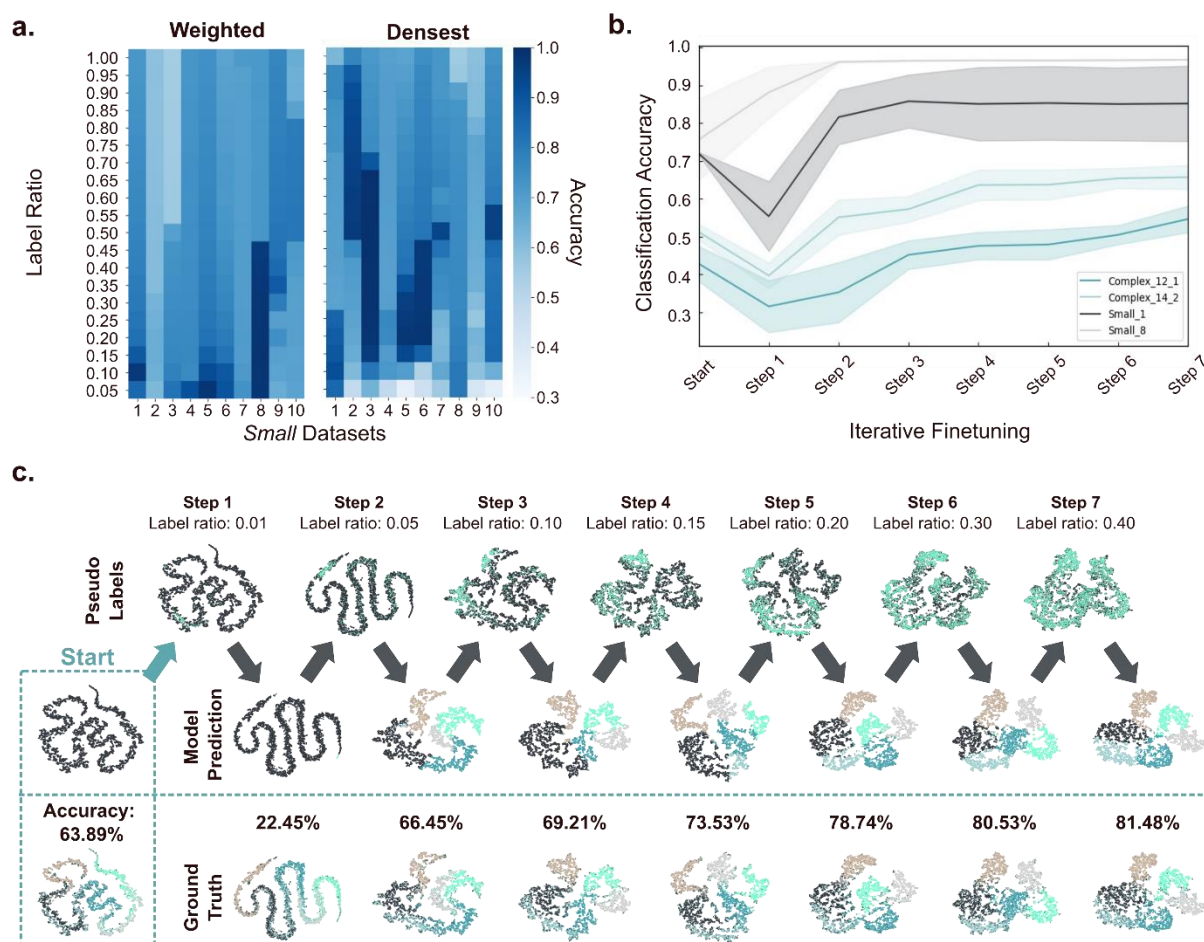 a.
Weighted
Densest
Label Ratio
1.00
0.95
0.90
0.85
0.80
0.75
0.70
0.65
0.60
0.55
0.50
0.45
0.40
0.35
0.30
0.25
0.20
0.15
0.10
0.05
1 2 3 4 5 6 7 8 9 10
1 2 3 4 5 6 7 8 9 10
Small Datasets
1.0
0.9
0.8
0.7
0.6
0.5
0.4
0.3
Accuracy
b.
Classification Accuracy
1.0
0.9
0.8
0.7
0.6
0.5
0.4
0.3
Complex_12_1
Complex_14_2
Small_1
Small_8
Start
Step 1
Step 2
Step 3
Step 4
Step 5
Step 6
Step 7
Iterative Finetuning
c.
Step 1
Label ratio: 0.01
Step 2
Label ratio: 0.05
Step 3
Label ratio: 0.10
Step 4
Label ratio: 0.15
Step 5
Label ratio: 0.20
Step 6
Label ratio: 0.30
Step 7
Label ratio: 0.40
Pseudo
Labels
Start
Model
Prediction
Accuracy:
63.89%
22.45%
66.45%
69.21%
73.53%
78.74%
80.53%
81.48%
Ground
Truth